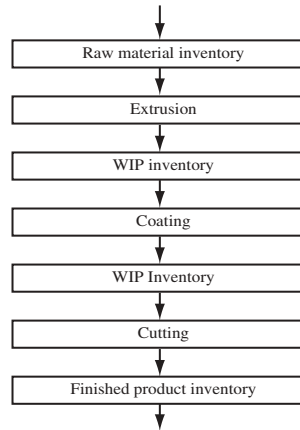 Raw material inventory
Extrusion
WIP inventory
Coating
WIP Inventory
Cutting
Finished product inventory